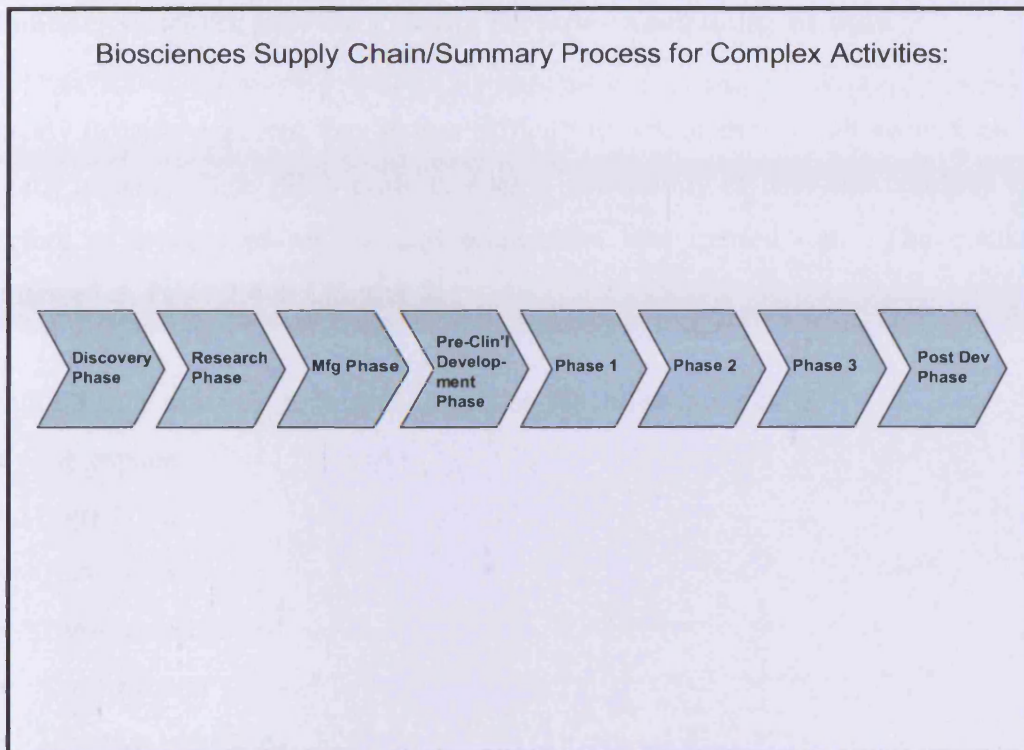 Biosciences Supply Chain/Summary Process for Complex Activities:
Discovery
Phase
Research
Phase
Mfg Phase
Pre-Clin'l
Develop-
ment
Phase
Phase 1
Phase 2
Phase 3
Post Dev
Phase